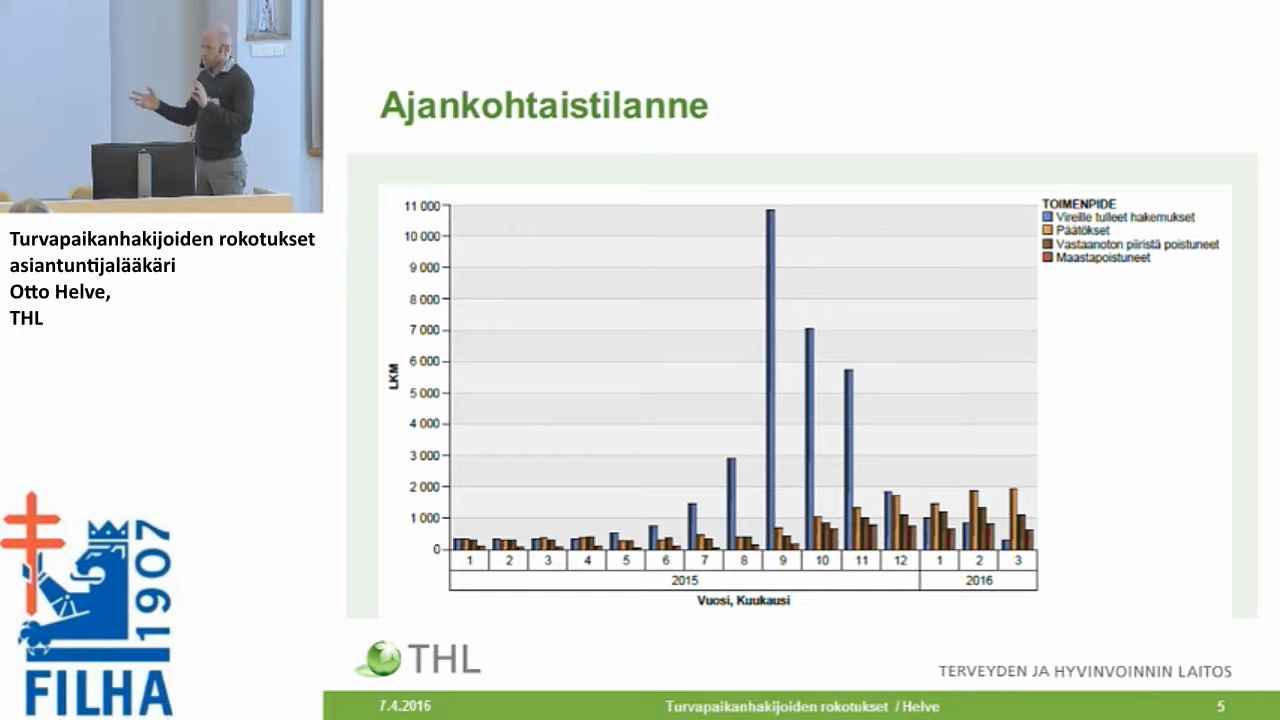 Turvapaikanhakijoiden rokotukset
asiantuntijalääkäri
Otto Helve,
THL
1907
FILHA
Ajankohtaistilanne
TOIMENPIDE
Vireille tulleet hakemukset
Päätökset
Vastaanoton piiristä poistuneet
Maastapoistuneet
LKM
11 000
10 000
9 000
8 000
7 000
6 000
5 000
4 000
3 000
2 000
1 000
0
1 2 3 4 5 6 7 8 9 10 11 12 1 2 3
2015 2016
Vuosi, Kuukausi
THL
TERVEYDEN JA HYVINVOINNIN LAITOS
7.4.2016 Turvapaikanhakijoiden rokotukset / Helve 5